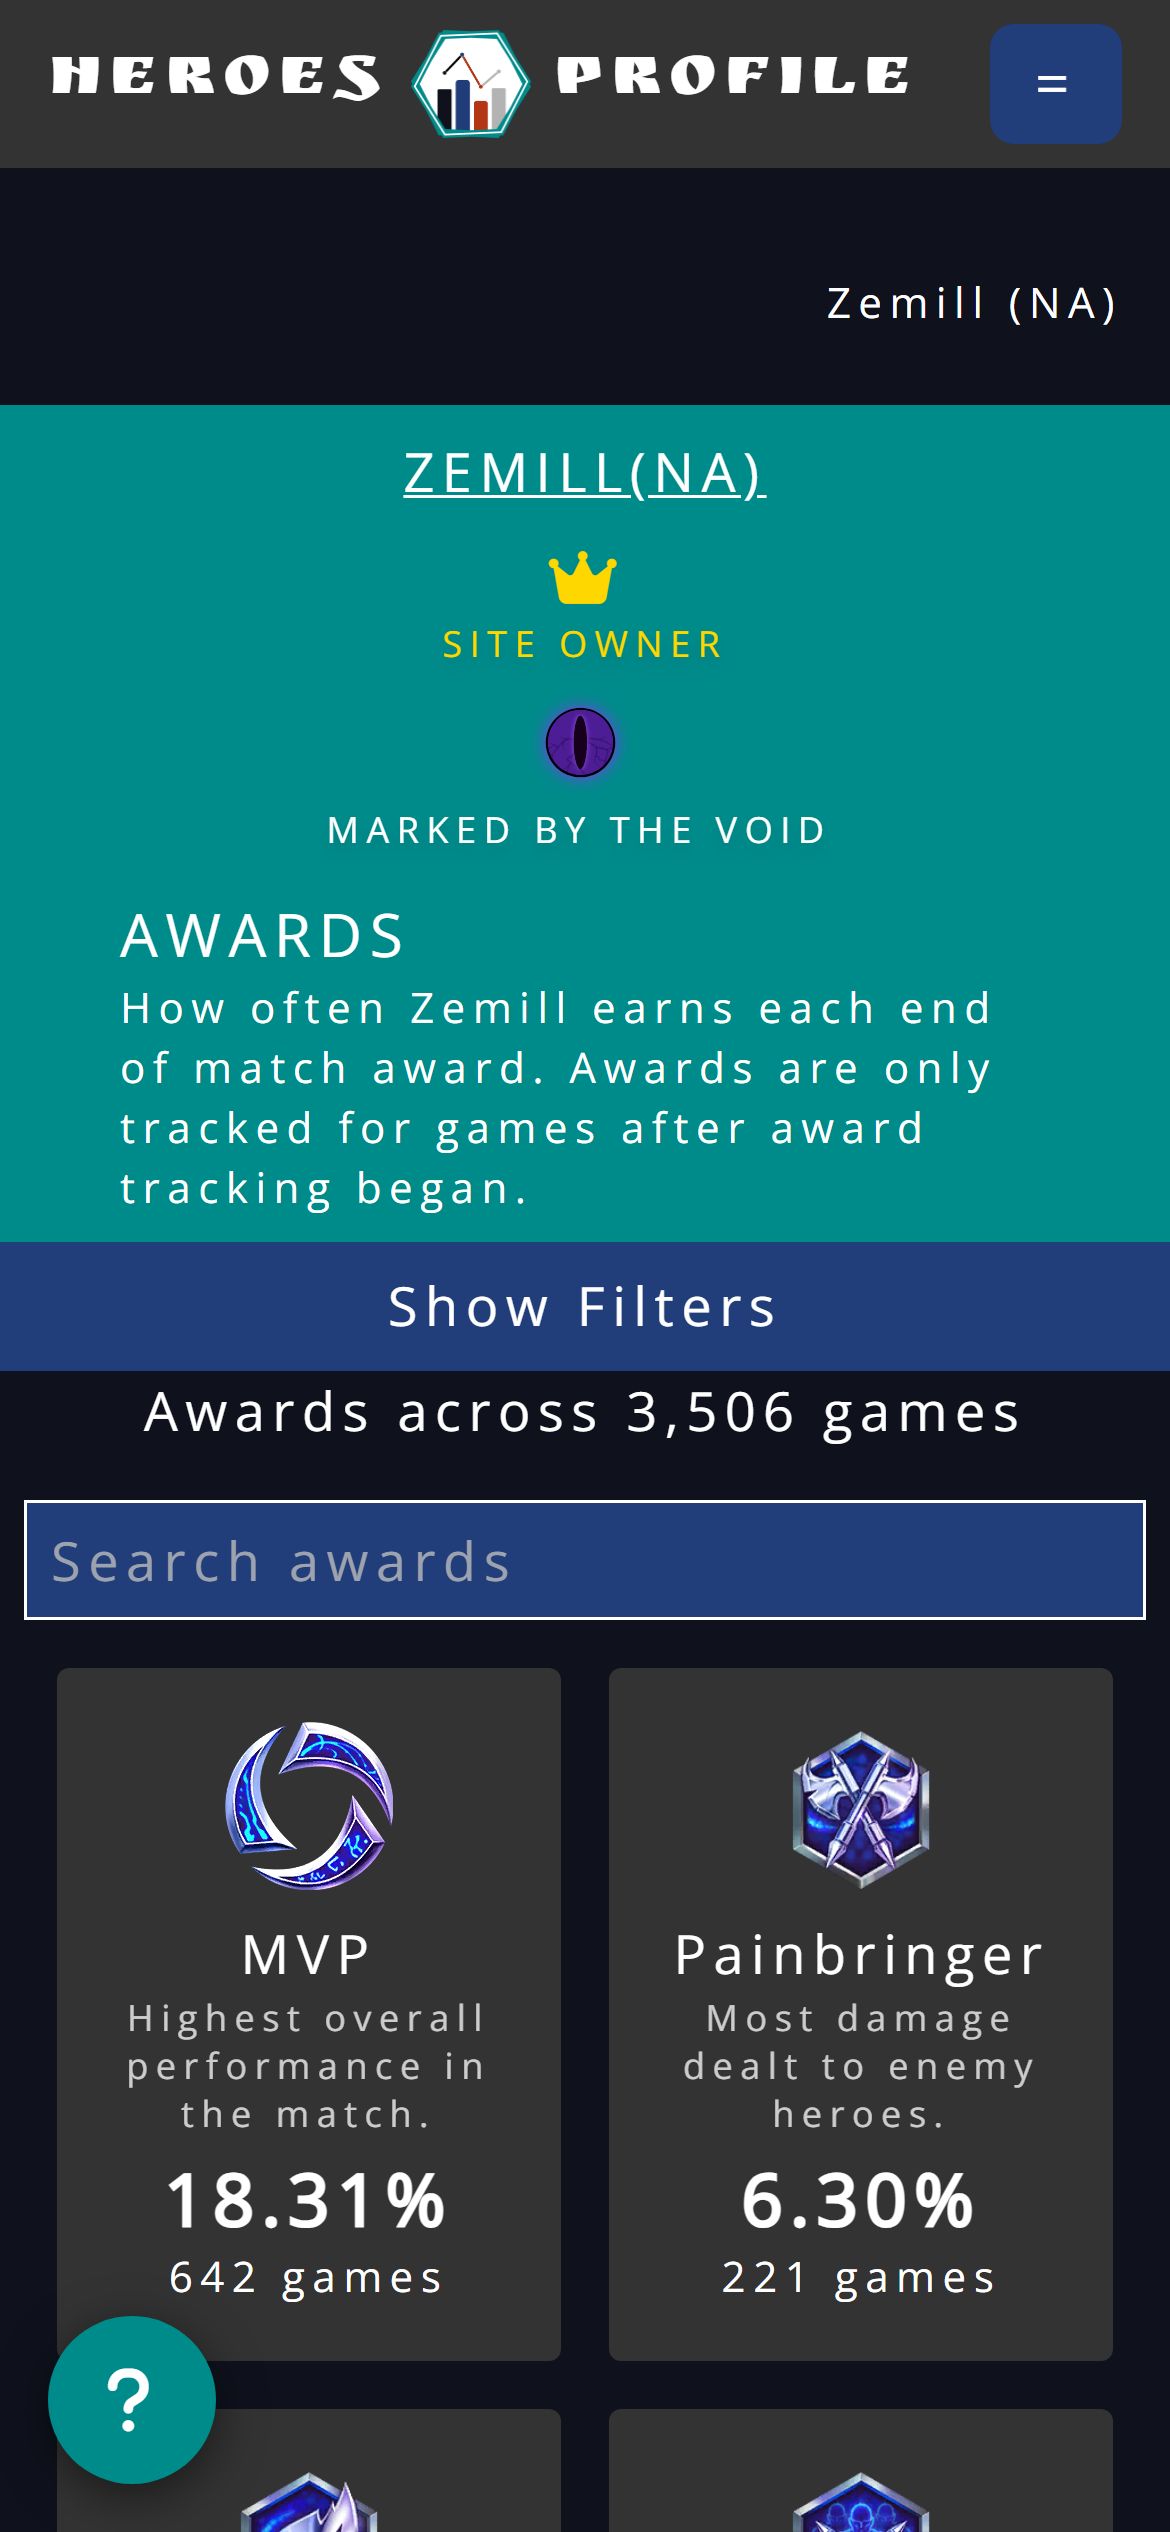 HEROES PROFILE
=
Zemill (NA)
ZEMILL(NA)
SITE OWNER
MARKED BY THE VOID
AWARDS
How often Zemill earns each end
of match award. Awards are only
tracked for games after award
tracking began.
Show Filters
Awards across 3,506 games
Search awards
MVP
Highest overall
performance in
the match.
18.31%
642 games
Painbringer
Most damage
dealt to enemy
heroes.
6.30%
221 games
?